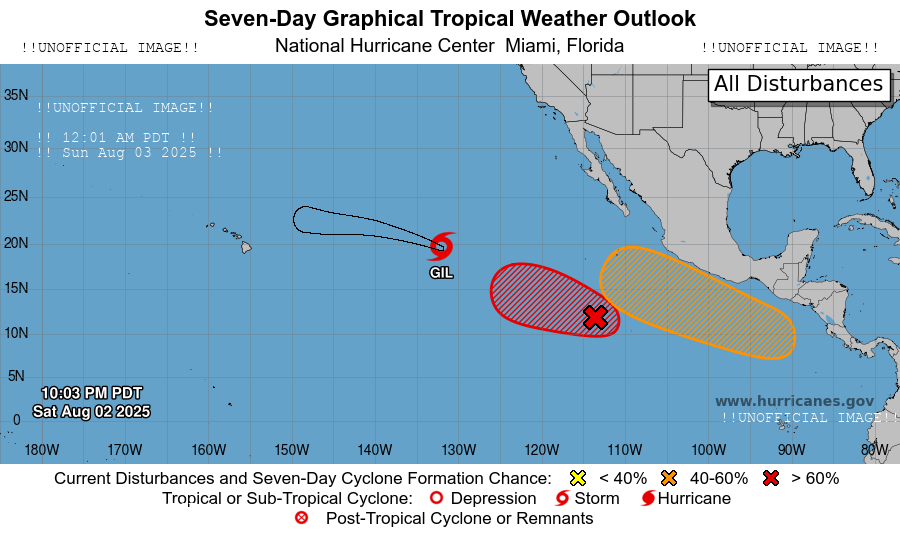 Seven-Day Graphical Tropical Weather Outlook
!!UNOFFICIAL IMAGE!! National Hurricane Center Miami, Florida !!UNOFFICIAL IMAGE!!
All Disturbances
35N
!!UNOFFICIAL IMAGE!!
!! 12:01 AM PDT !!
30N
!! Sun Aug 03 2025 !!
25N
20N
GIL
15N
10N
5N
10:03 PM PDT
Sat Aug 02 2025
www.hurricanes.gov
!!UNOFFICIAL IMAGE!!
0
180W 170W 160W 150W 140W 130W 120W 110W 100W 90W 80W
Current Disturbances and Seven-Day Cyclone Formation Chance: < 40% 40-60% > 60%
Tropical or Sub-Tropical Cyclone: Depression Storm Hurricane
Post-Tropical Cyclone or Remnants